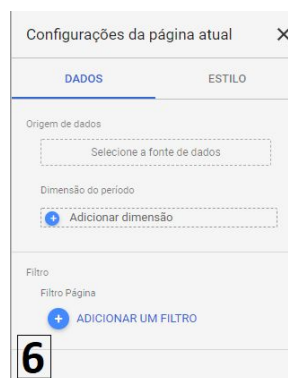 Configurações da página atual
DADOS ESTILO
Origem de dados
Selecione a fonte de dados
Dimensão do período
Adicionar dimensão
Filtro
Filtro Página
ADICIONAR UM FILTRO
6